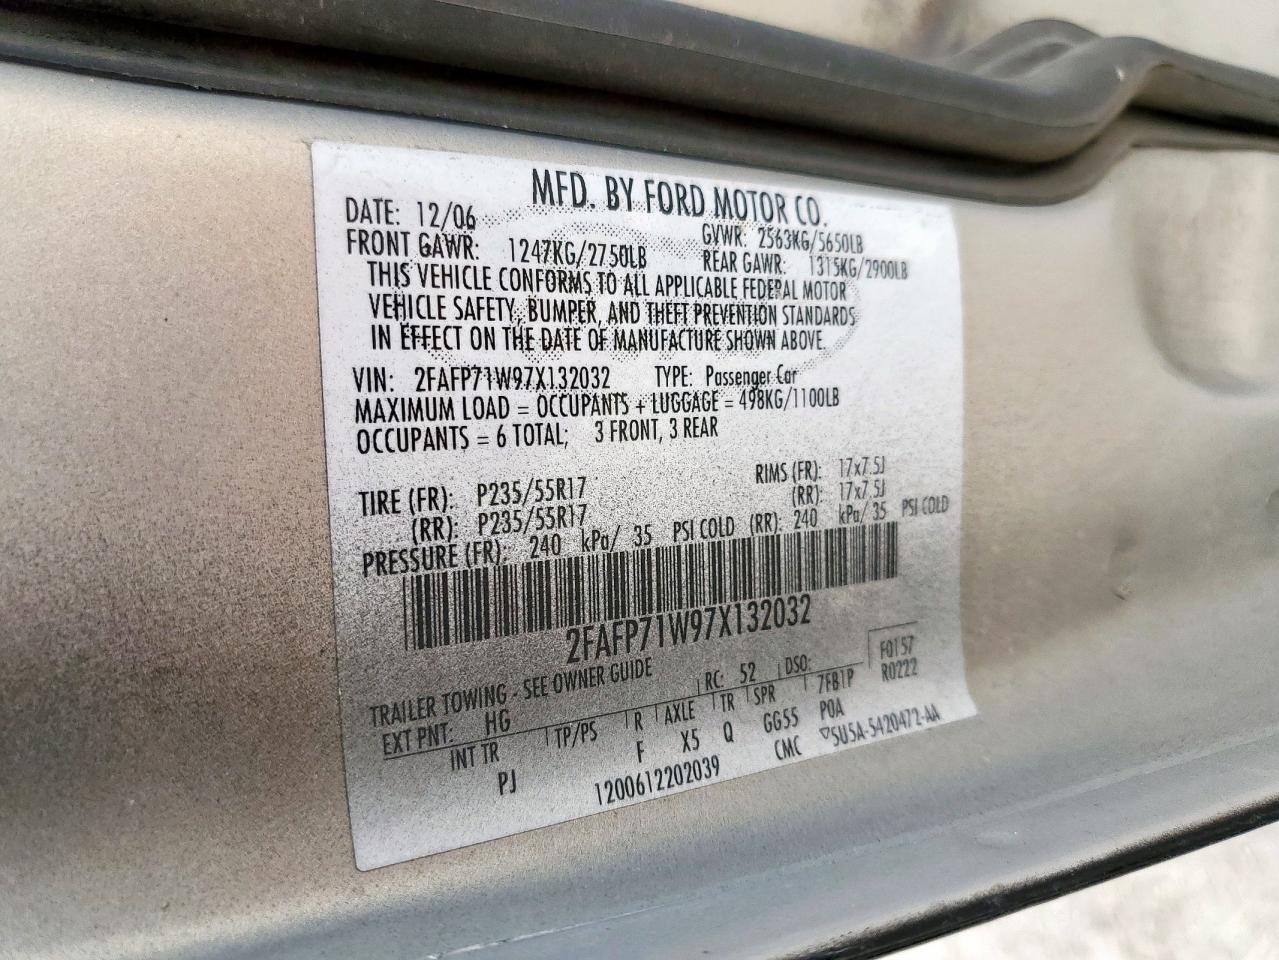 MFD. BY FORD MOTOR CO.
DATE: 12/06 GVWR: 2563KG/5650LB
FRONT GAWR: 1247KG/2750LB REAR GAWR: 1315KG/2900LB
THIS VEHICLE CONFORMS TO ALL APPLICABLE FEDERAL MOTOR
VEHICLE SAFETY, BUMPER, AND THEFT PREVENTION STANDARDS
IN EFFECT ON THE DATE OF MANUFACTURE SHOWN ABOVE.
VIN: 2FAFP71W97X132032 TYPE: Passenger Car
MAXIMUM LOAD = OCCUPANTS + LUGGAGE = 498KG/1100LB
OCCUPANTS = 6 TOTAL; 3 FRONT, 3 REAR
TIRE (FR): P235/55R17 RIMS (FR): 17x7.5J
(RR): P235/55R17 (RR): 17x7.5J
PRESSURE (FR): 240 kPa/ 35 PSI COLD (RR): 240 kPa/ 35 PSI COLD
2FAFP71W97X132032
TRAILER TOWING - SEE OWNER GUIDE F0157
EXT PNT: HG RC: 52 DSO: R0222
INT TR TP/PS R AXLE TR SPR 7FB1P
PJ F X5 Q GG55 POA
1200612202039 CMC ▽5U5A-5420472-AA